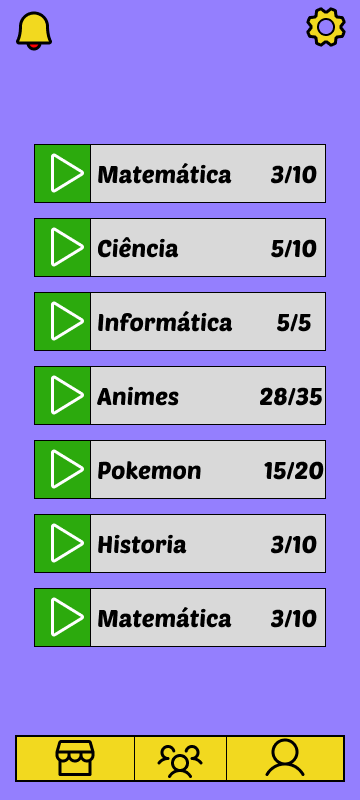 Matemática 3/10
Ciência 5/10
Informática 5/5
Animes 28/35
Pokemon 15/20
Historia 3/10
Matemática 3/10